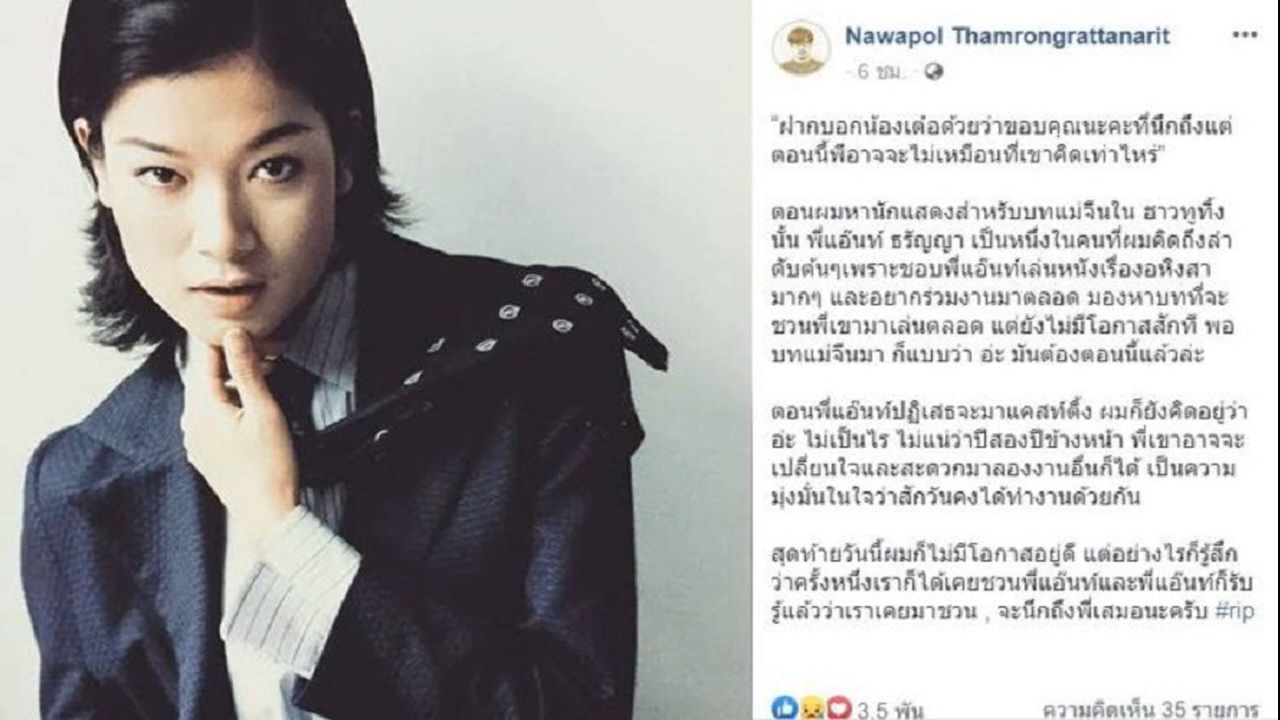 Nawapol Thamrongrattanarit
6 ชม.
“ฝากบอกน้องเต๋อด้วยว่าขอบคุณนะคะที่นึกถึงแต่
ตอนนี้พี่อาจจะไม่เหมือนที่เขาคิดเท่าไหร่”
ตอนผมหานักแสดงสำหรับบทแม่จีนใน ฮาวทูทิ้ง
นั้น พี่แอ๊นท์ ธรัญญา เป็นหนึ่งในคนที่ผมคิดถึงลำ
ดับต้นๆเพราะชอบพี่แอ๊นท์เล่นหนังเรื่องอหิงสา
มากๆ และอยากร่วมงานมาตลอด มองหาบทที่จะ
ชวนพี่เขามาเล่นตลอด แต่ยังไม่มีโอกาสสักที พอ
บทแม่จีนมา ก็แบบว่า อ่ะ มันต้องตอนนี้แล้วล่ะ
ตอนพี่แอ๊นท์ปฏิเสธจะมาแคสท์ติ้ง ผมก็ยังคิดอยู่ว่า
อ่ะ ไม่เป็นไร ไม่แน่ว่าปีสองปีข้างหน้า พี่เขาอาจจะ
เปลี่ยนใจและสะดวกมาลองงานอื่นก็ได้ เป็นความ
มุ่งมั่นในใจว่าสักวันคงได้ทำงานด้วยกัน
สุดท้ายวันนี้ผมก็ไม่มีโอกาสอยู่ดี แต่อย่างไรก็รู้สึก
ว่าครั้งหนึ่งเราก็ได้เคยชวนพี่แอ๊นท์และพี่แอ๊นท์ก็รับ
รู้แล้วว่าเราเคยมาชวน , จะนึกถึงพี่เสมอนะครับ #rip
3.5 พัน
ความคิดเห็น 35 รายการ